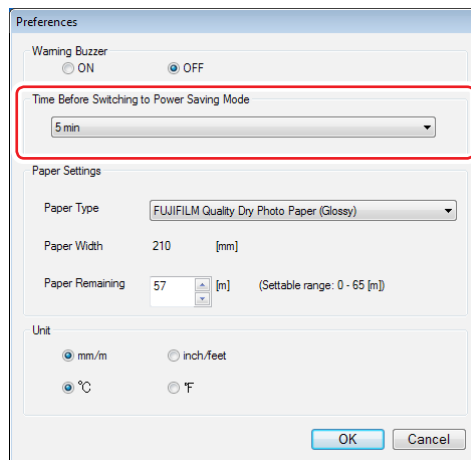 Preferences
Warning Buzzer
ON OFF
Time Before Switching to Power Saving Mode
5 min
Paper Settings
Paper Type FUJIFILM Quality Dry Photo Paper (Glossy)
Paper Width 210 [mm]
Paper Remaining 57 [m] (Settable range: 0 - 65 [m])
Unit
mm/m inch/feet
°C °F
OK Cancel